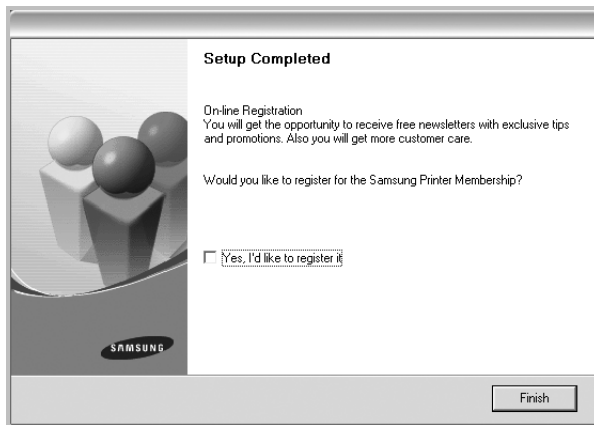 Setup Completed
On-line Registration
You will get the opportunity to receive free newsletters with exclusive tips
and promotions. Also you will get more customer care.
Would you like to register for the Samsung Printer Membership?
Yes, I'd like to register it
SAMSUNG
Finish